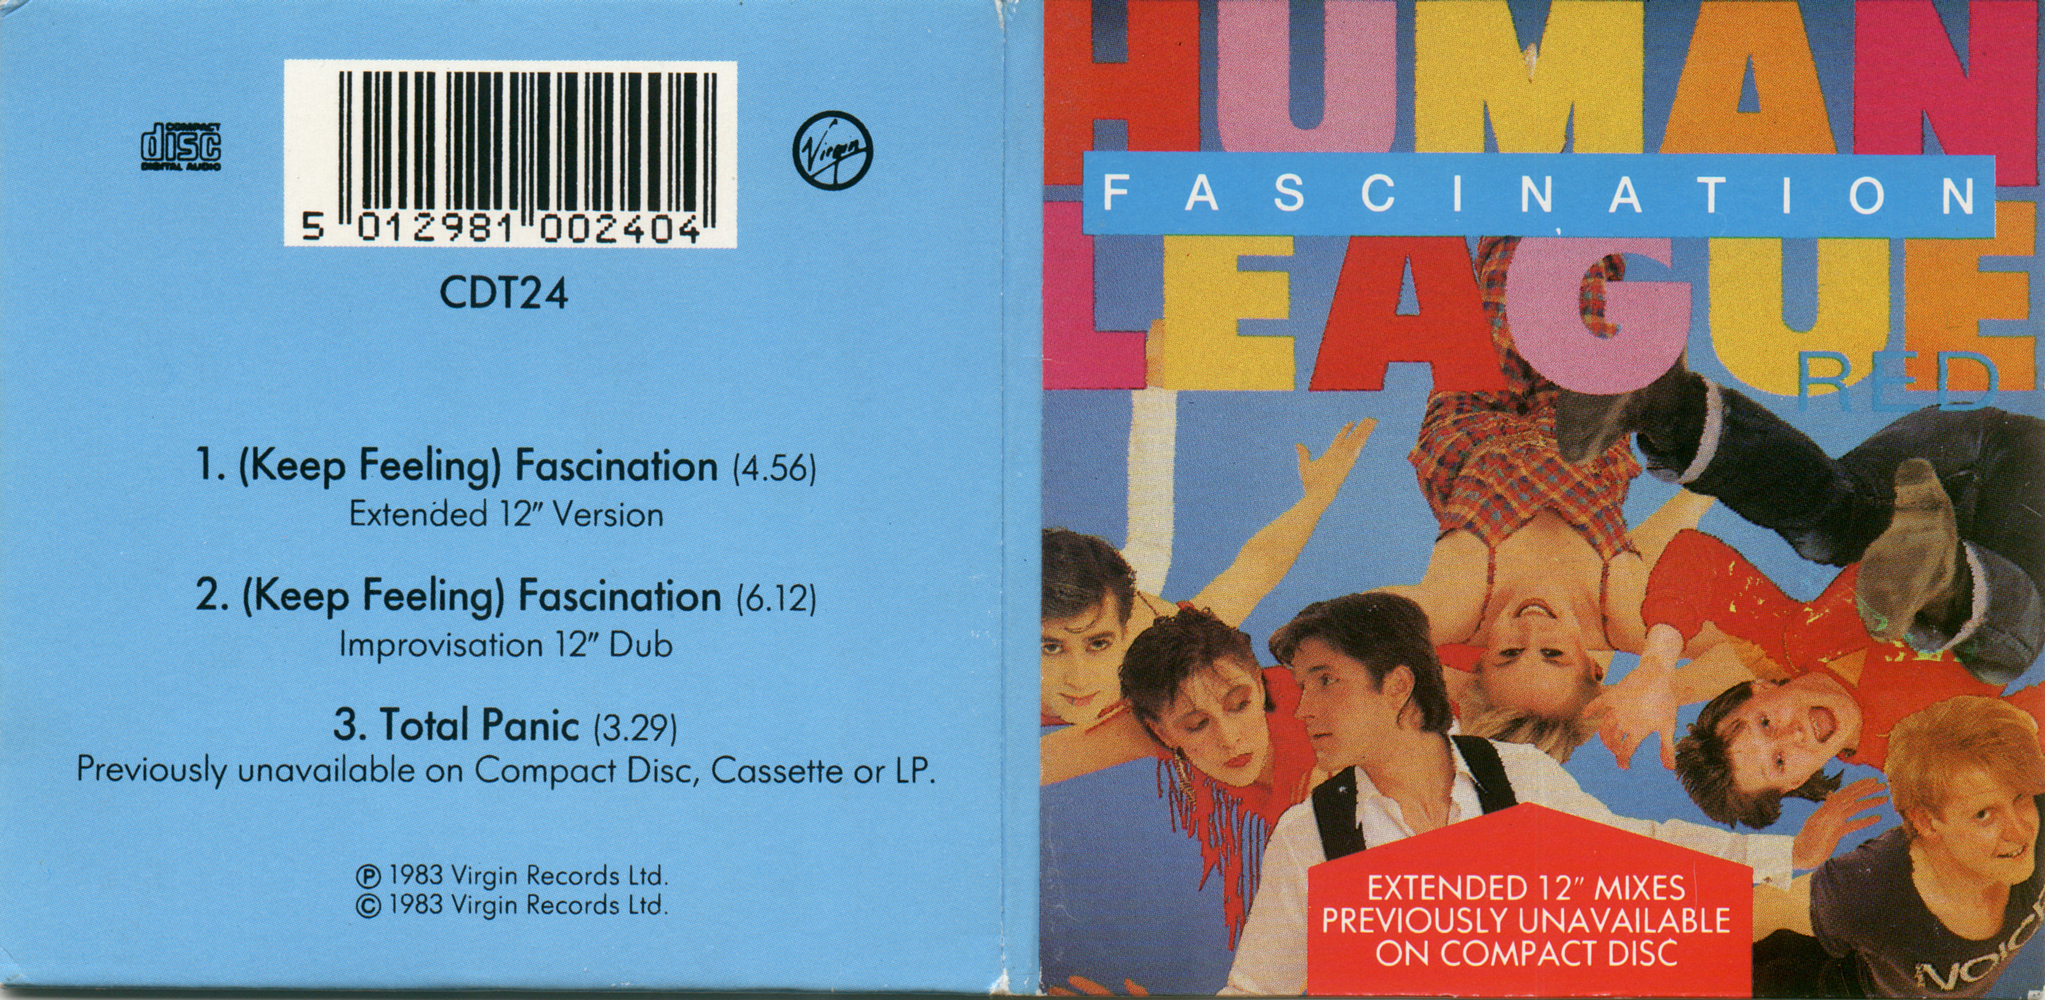 COMPACT
disc
DIGITAL AUDIO
5 012981 002404
Virgin
CDT24
1. (Keep Feeling) Fascination (4.56)
Extended 12" Version
2. (Keep Feeling) Fascination (6.12)
Improvisation 12" Dub
3. Total Panic (3.29)
Previously unavailable on Compact Disc, Cassette or LP.
℗ 1983 Virgin Records Ltd.
© 1983 Virgin Records Ltd.
HUMAN
FASCINATION
LEAGUE
RED
EXTENDED 12" MIXES
PREVIOUSLY UNAVAILABLE
ON COMPACT DISC